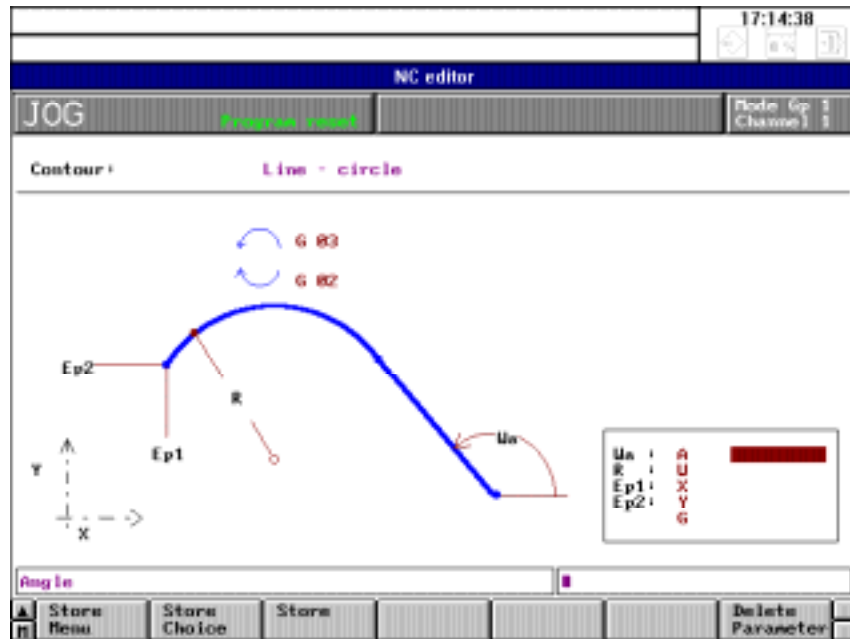 17:14:38
NC editor
JOG
Program reset
Mode Gp 1
Channel 1
Contour:
Line - circle
G 03
G 02
Ep2
R
Wa
Ep1
Y
X
Wa : A
R : U
Ep1: X
Ep2: Y
G
Angle
Store Menu
Store Choice
Store
Delete Parameter